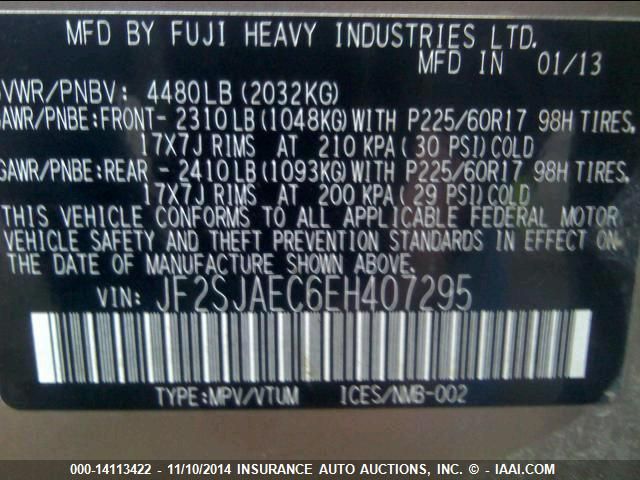 MFD BY FUJI HEAVY INDUSTRIES LTD.
MFD IN 01/13
GVWR/PNBV: 4480LB (2032KG)
GAWR/PNBE:FRONT- 2310LB (1048KG) WITH P225/60R17 98H TIRES,
17X7J RIMS AT 210 KPA (30 PSI) COLD
GAWR/PNBE:REAR - 2410LB (1093KG) WITH P225/60R17 98H TIRES,
17X7J RIMS AT 200 KPA (29 PSI) COLD
THIS VEHICLE CONFORMS TO ALL APPLICABLE FEDERAL MOTOR
VEHICLE SAFETY AND THEFT PREVENTION STANDARDS IN EFFECT ON
THE DATE OF MANUFACTURE SHOWN ABOVE.
VIN: JF2SJAEC6EH407295
TYPE:MPV/VTUM ICES/NMB-002
000-14113422 - 11/10/2014 INSURANCE AUTO AUCTIONS, INC. (C) - IAAI.COM